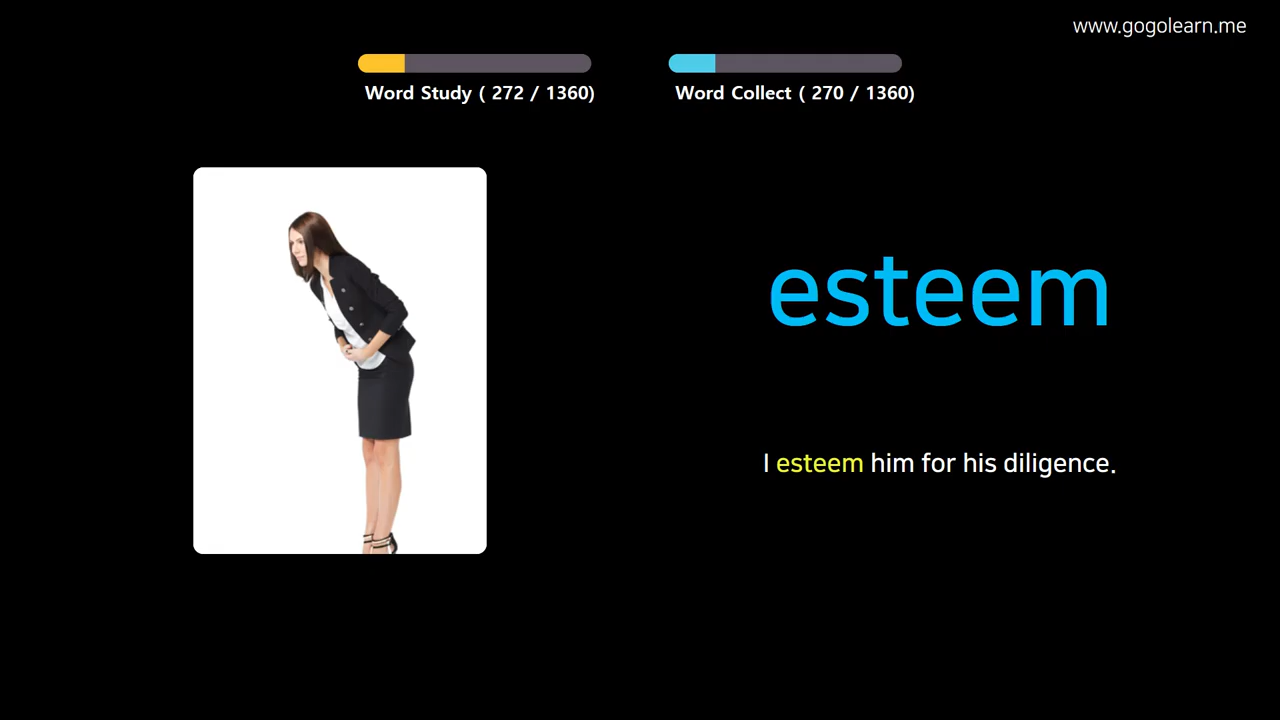 www.gogolearn.me
Word Study ( 272 / 1360)
Word Collect ( 270 / 1360)
esteem
I esteem him for his diligence.